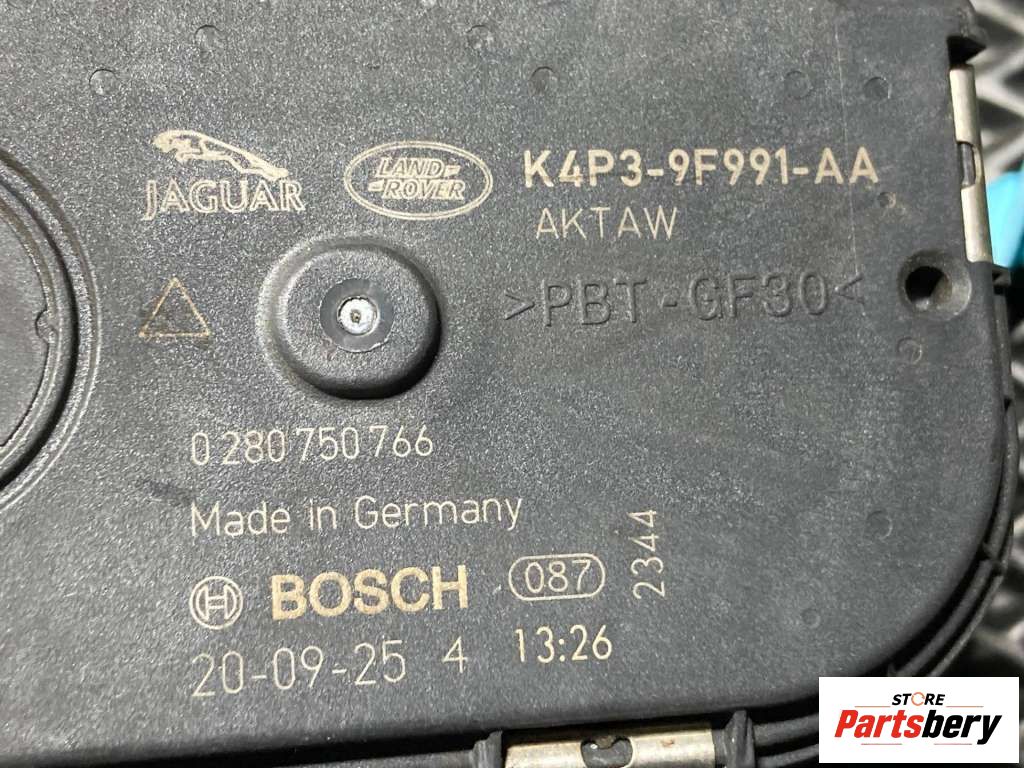 JAGUAR
LAND
ROVER
K4P3-9F991-AA
AKTAW
>PBT-GF30<
0 280 750 766
Made in Germany
BOSCH 087
2344
20-09-25 4 13:26
STORE
Partsbery